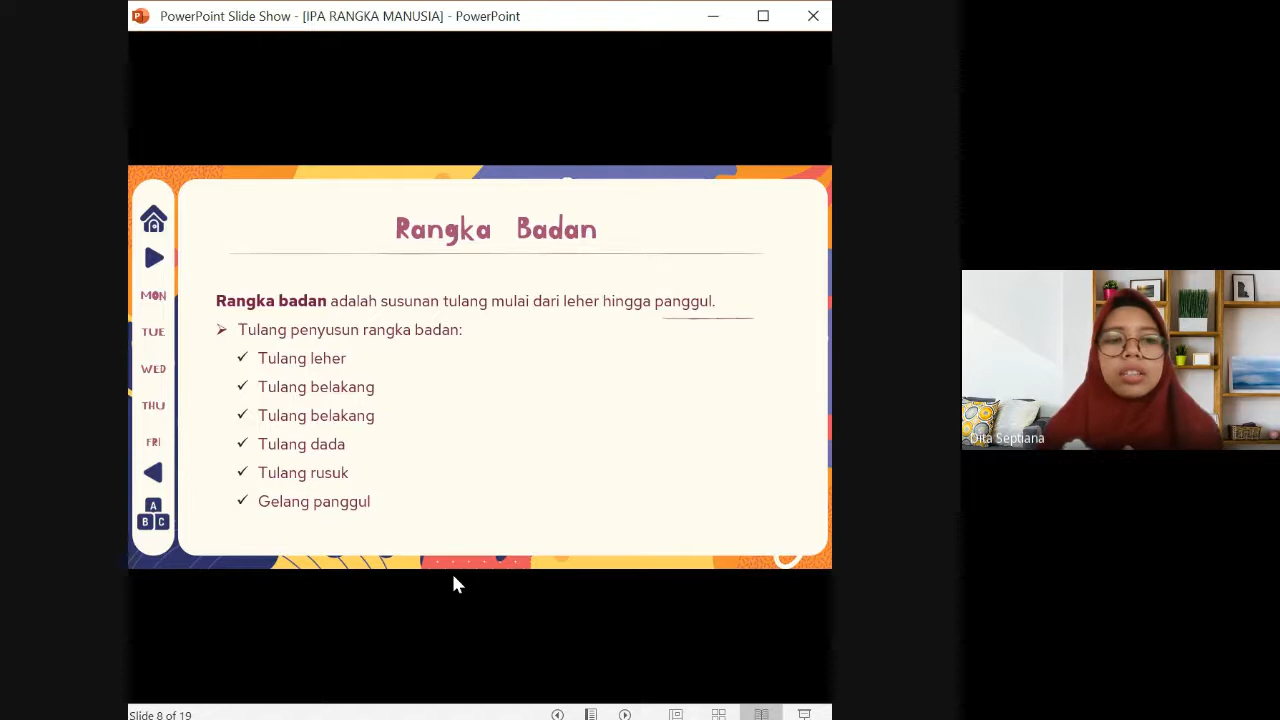 PowerPoint Slide Show - [IPA RANGKA MANUSIA] - PowerPoint
Rangka Badan
Rangka badan adalah susunan tulang mulai dari leher hingga panggul.
Tulang penyusun rangka badan:
Tulang leher
Tulang belakang
Tulang belakang
Tulang dada
Tulang rusuk
Gelang panggul
MON
TUE
WED
THU
FRI
A
B C
Dita Septiana
Slide 8 of 19